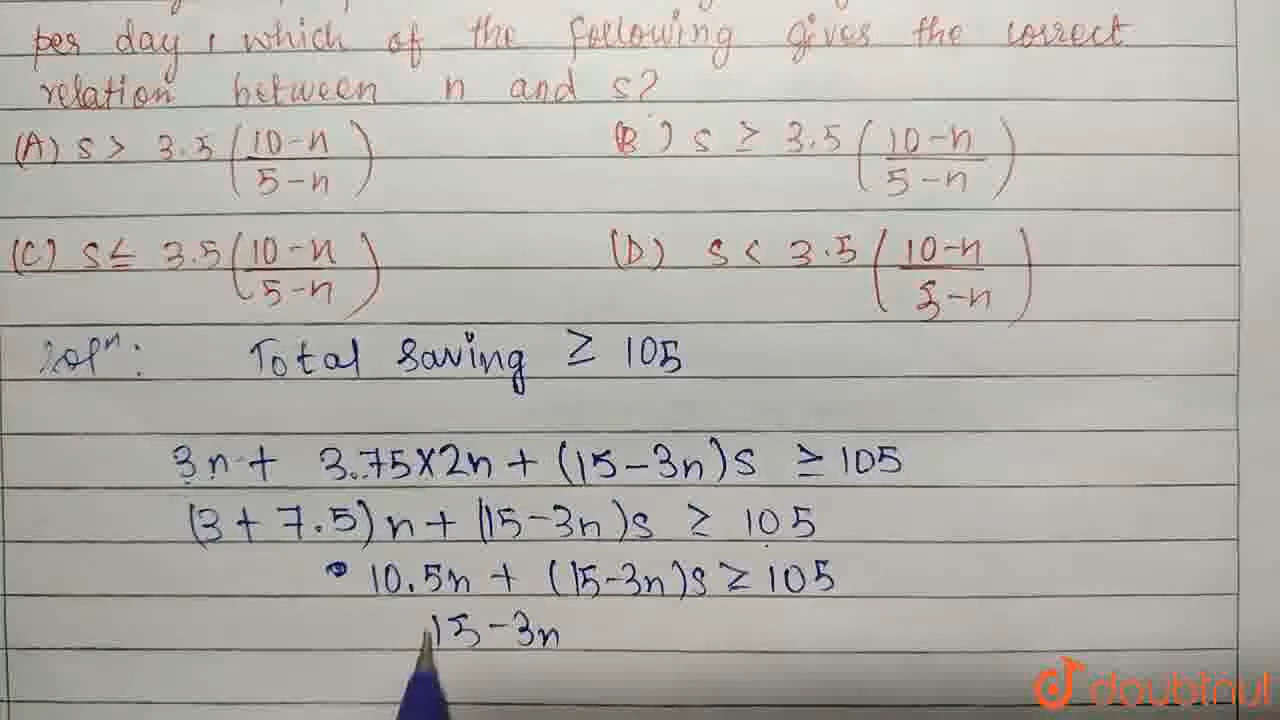 per day, which of the following gives the correct
relation between n and s?
(A) s > 3.5 (10-n / 5-n)
(B) s ≥ 3.5 (10-n / 5-n)
(C) s ≤ 3.5 (10-n / 5-n)
(D) s < 3.5 (10-n / 5-n)
Solⁿ: Total saving ≥ 105
3n + 3.75×2n + (15-3n)s ≥ 105
(3 + 7.5)n + (15-3n)s ≥ 105
10.5n + (15-3n)s ≥ 105
15-3n
doubtnut